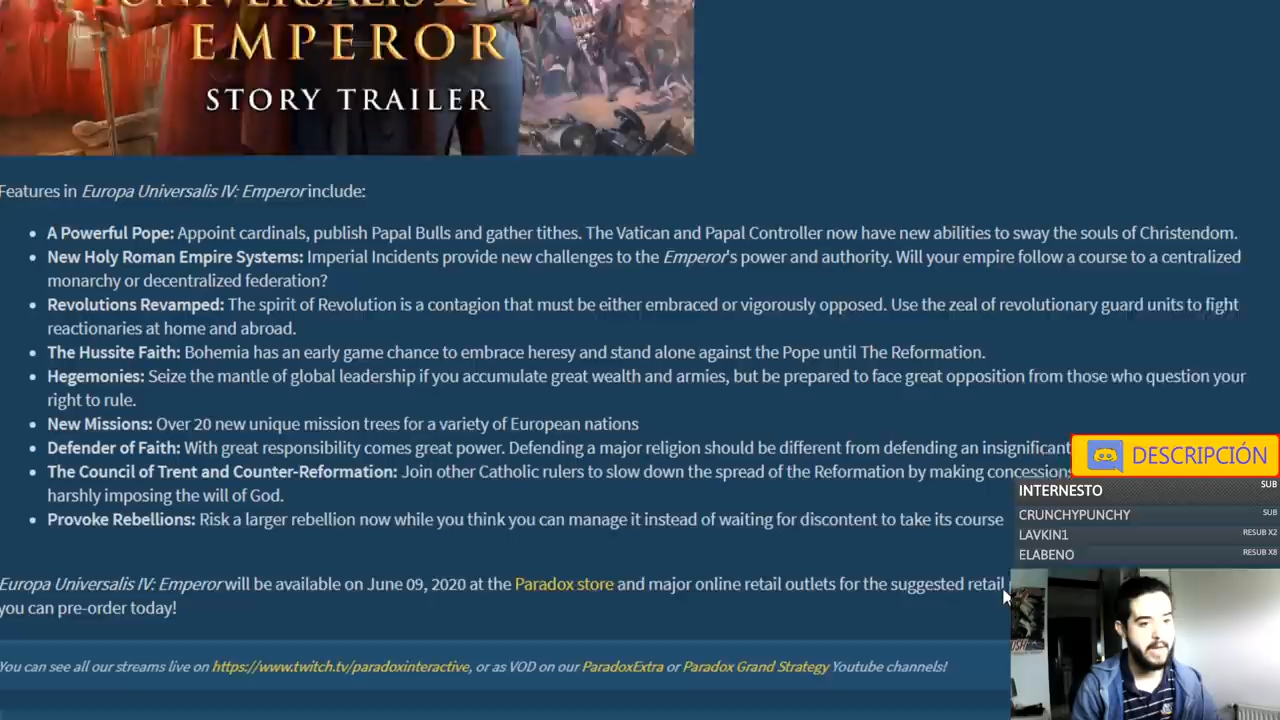 UNIVERSALIS
EMPEROR
STORY TRAILER
Features in Europa Universalis IV: Emperor include:
• A Powerful Pope: Appoint cardinals, publish Papal Bulls and gather tithes. The Vatican and Papal Controller now have new abilities to sway the souls of Christendom.
• New Holy Roman Empire Systems: Imperial Incidents provide new challenges to the Emperor's power and authority. Will your empire follow a course to a centralized
monarchy or decentralized federation?
• Revolutions Revamped: The spirit of Revolution is a contagion that must be either embraced or vigorously opposed. Use the zeal of revolutionary guard units to fight
reactionaries at home and abroad.
• The Hussite Faith: Bohemia has an early game chance to embrace heresy and stand alone against the Pope until The Reformation.
• Hegemonies: Seize the mantle of global leadership if you accumulate great wealth and armies, but be prepared to face great opposition from those who question your
right to rule.
• New Missions: Over 20 new unique mission trees for a variety of European nations
• Defender of Faith: With great responsibility comes great power. Defending a major religion should be different from defending an insignificant
• The Council of Trent and Counter-Reformation: Join other Catholic rulers to slow down the spread of the Reformation by making concessions
harshly imposing the will of God.
• Provoke Rebellions: Risk a larger rebellion now while you think you can manage it instead of waiting for discontent to take its course
Europa Universalis IV: Emperor will be available on June 09, 2020 at the Paradox store and major online retail outlets for the suggested retail
you can pre-order today!
You can see all our streams live on https://www.twitch.tv/paradoxinteractive, or as VOD on our ParadoxExtra or Paradox Grand Strategy Youtube channels!
DESCRIPCIÓN
INTERNESTO SUB
CRUNCHYPUNCHY SUB
LAVKIN1 RESUB X2
ELABENO RESUB X8